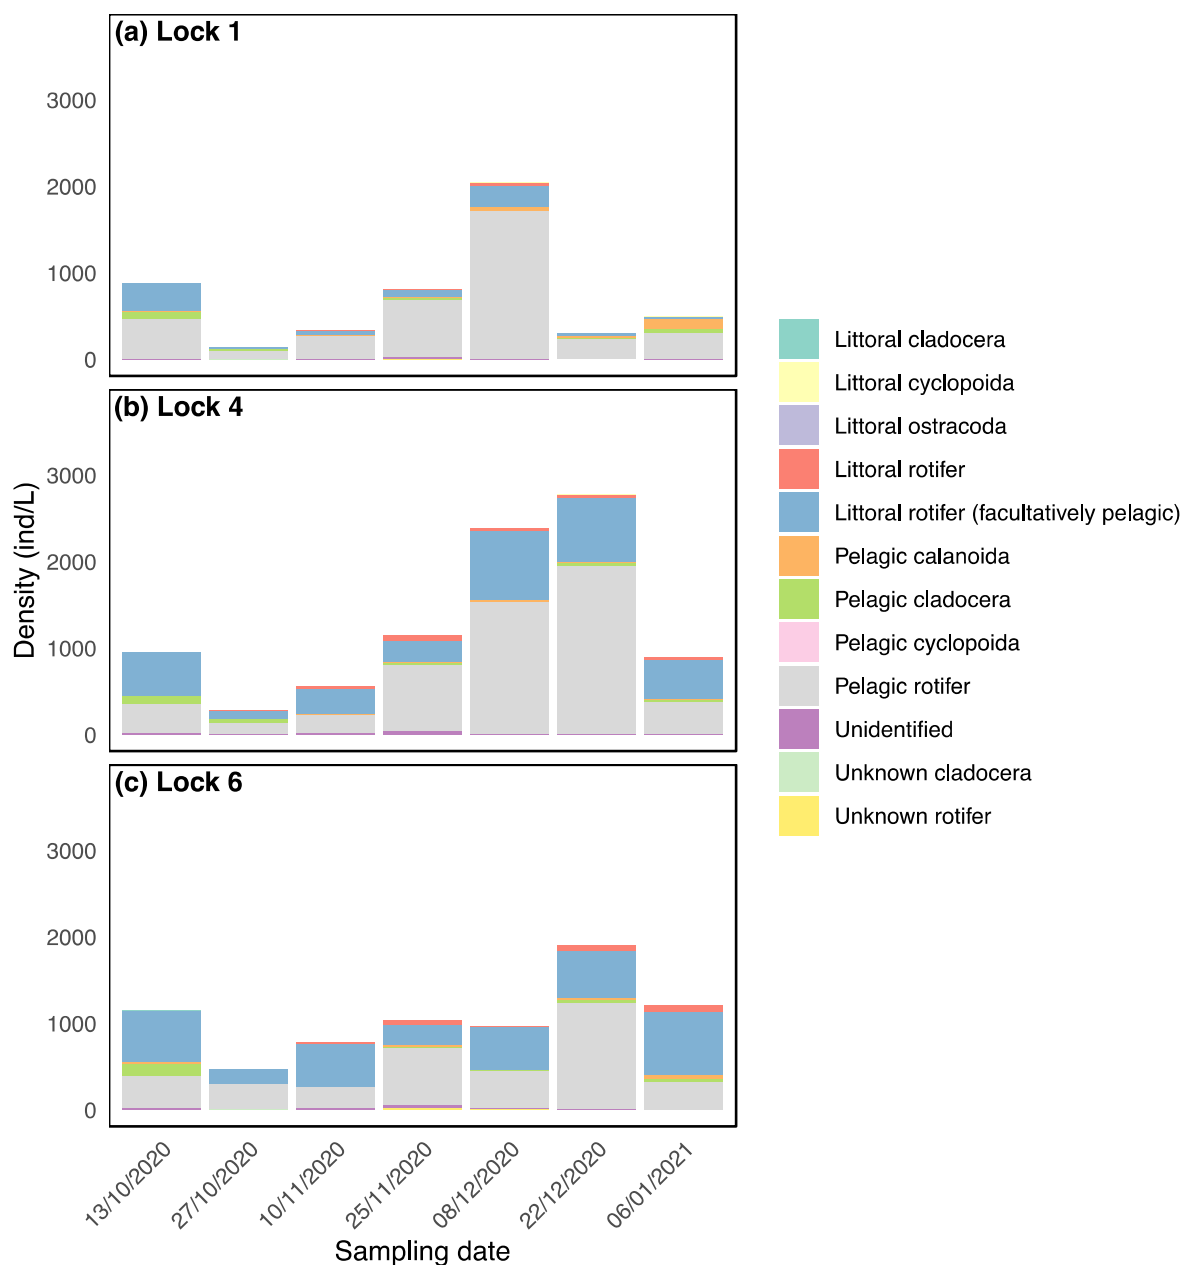 (a) Lock 1
3000
2000
1000
0
(b) Lock 4
3000
2000
1000
0
(c) Lock 6
3000
2000
1000
0
Density (ind/L)
13/10/2020
27/10/2020
10/11/2020
25/11/2020
08/12/2020
22/12/2020
06/01/2021
Sampling date
Littoral cladocera
Littoral cyclopoida
Littoral ostracoda
Littoral rotifer
Littoral rotifer (facultatively pelagic)
Pelagic calanoida
Pelagic cladocera
Pelagic cyclopoida
Pelagic rotifer
Unidentified
Unknown cladocera
Unknown rotifer